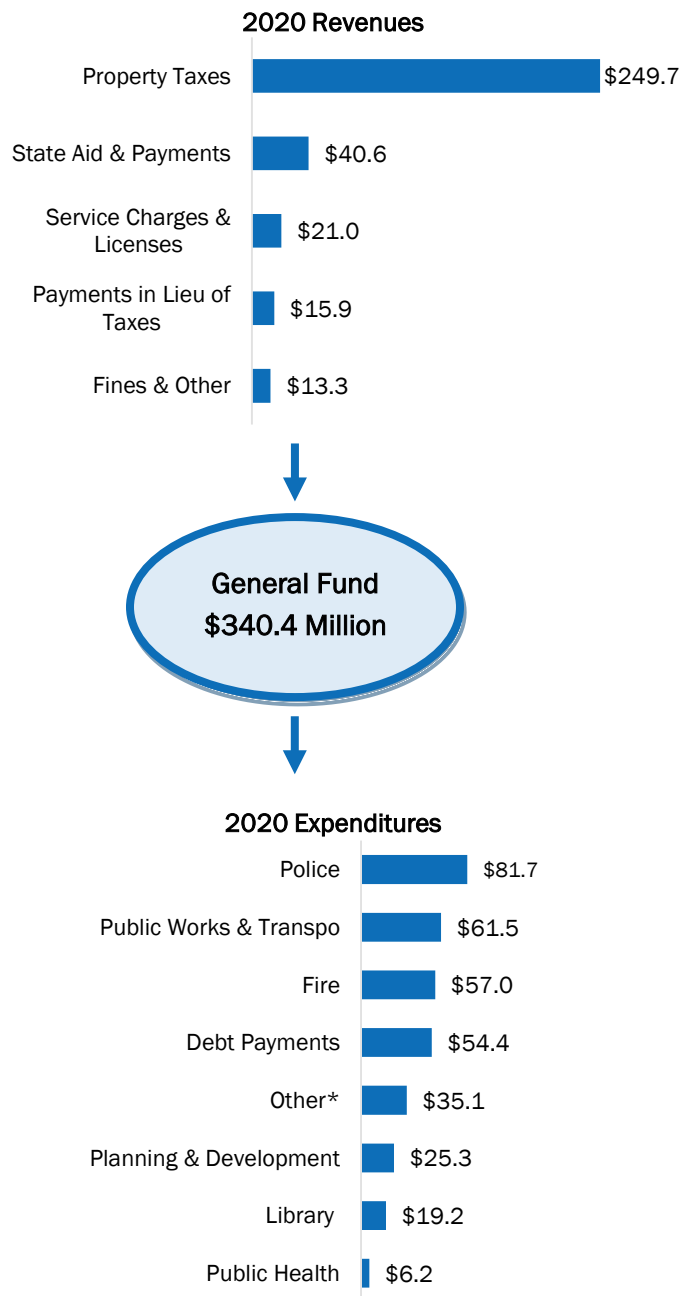 2020 Revenues
Property Taxes
$249.7
State Aid & Payments
$40.6
Service Charges &
Licenses
$21.0
Payments in Lieu of
Taxes
$15.9
Fines & Other
$13.3
General Fund
$340.4 Million
2020 Expenditures
Police
$81.7
Public Works & Transpo
$61.5
Fire
$57.0
Debt Payments
$54.4
Other*
$35.1
Planning & Development
$25.3
Library
$19.2
Public Health
$6.2